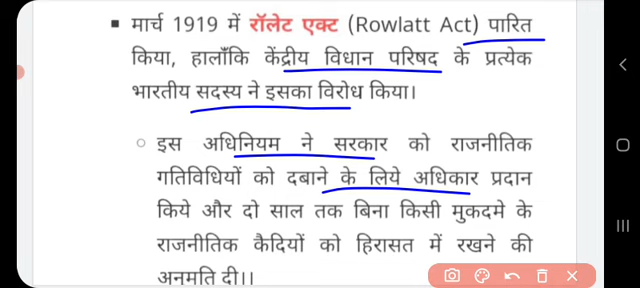 ▪ मार्च 1919 में रॉलेट एक्ट (Rowlatt Act) पारित
किया, हालाँकि केंद्रीय विधान परिषद के प्रत्येक
भारतीय सदस्य ने इसका विरोध किया।
○ इस अधिनियम ने सरकार को राजनीतिक
गतिविधियों को दबाने के लिये अधिकार प्रदान
किये और दो साल तक बिना किसी मुकदमे के
राजनीतिक कैदियों को हिरासत में रखने की
अनुमति दी।।